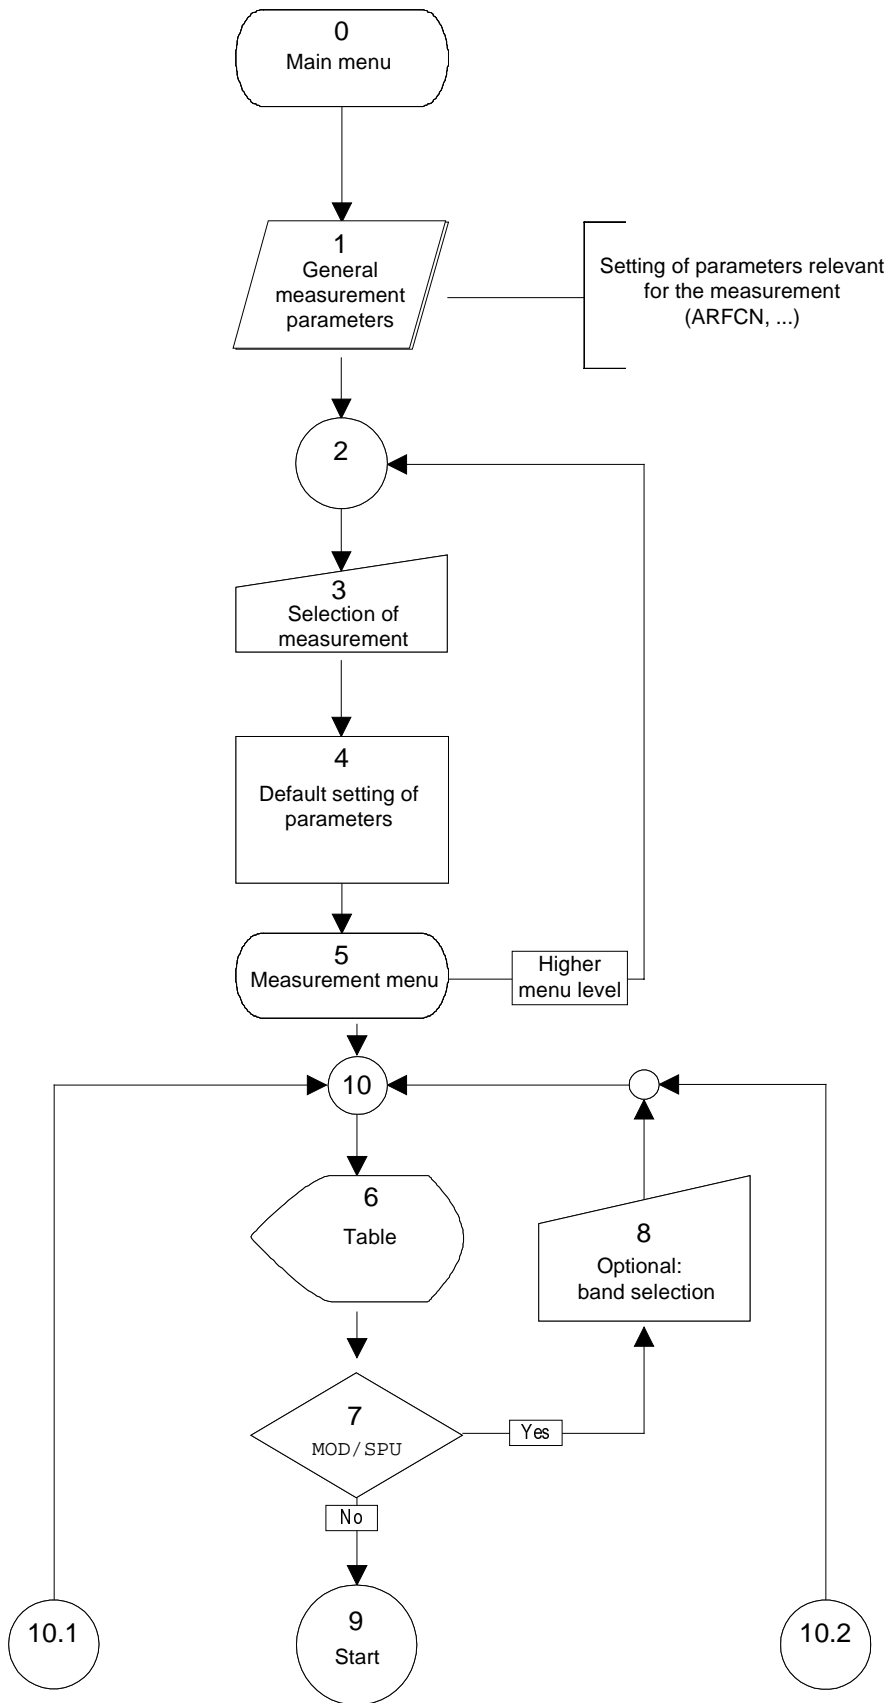 0
Main menu
1
General
measurement
parameters
Setting of parameters relevant
for the measurement
(ARFCN, ...)
2
3
Selection of
measurement
4
Default setting of
parameters
5
Measurement menu
Higher
menu level
10
6
Table
8
Optional:
band selection
7
MOD/SPU
Yes
No
10.1
9
Start
10.2